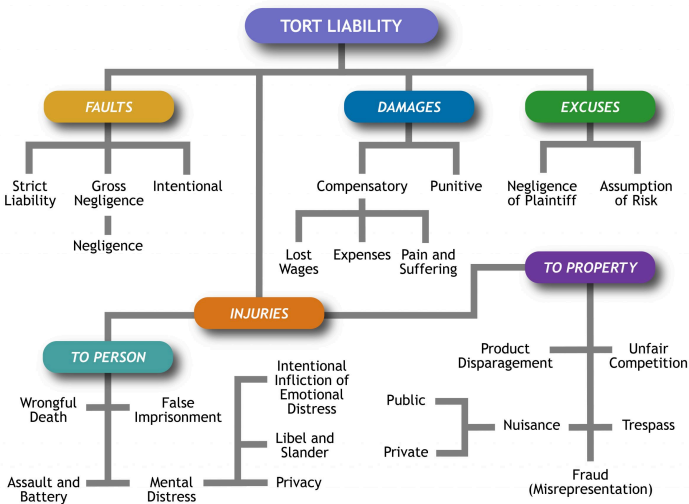 TORT LIABILITY
FAULTS
DAMAGES
EXCUSES
Strict
Liability
Gross
Negligence
Intentional
Negligence
Compensatory
Punitive
Lost
Wages
Expenses
Pain and
Suffering
Negligence
of Plaintiff
Assumption
of Risk
INJURIES
TO PERSON
Wrongful
Death
False
Imprisonment
Assault and
Battery
Mental
Distress
Intentional
Infliction of
Emotional
Distress
Libel and
Slander
Privacy
TO PROPERTY
Product
Disparagement
Unfair
Competition
Public
Private
Nuisance
Trespass
Fraud
(Misrepresentation)